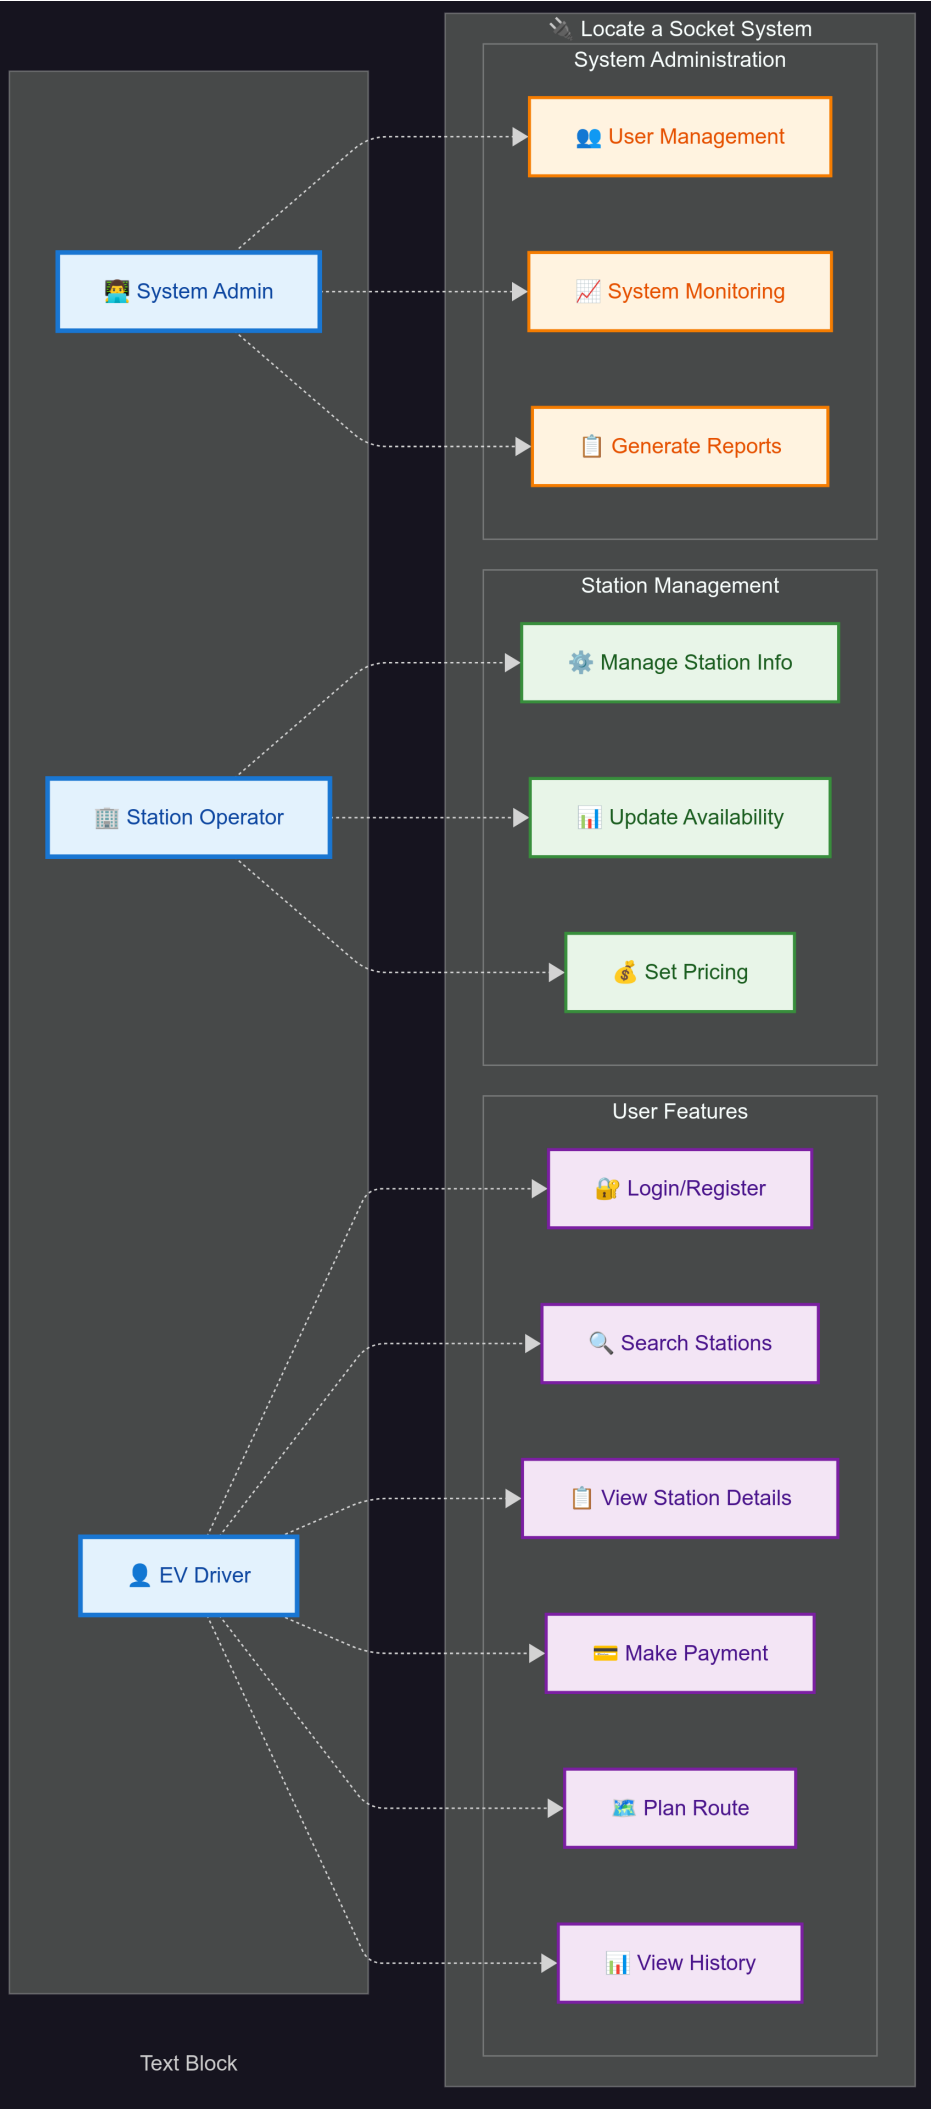 🔌 Locate a Socket System
System Administration
👥 User Management
👨‍💻 System Admin
📈 System Monitoring
📋 Generate Reports
Station Management
⚙️ Manage Station Info
🏢 Station Operator
📊 Update Availability
💰 Set Pricing
User Features
🔐 Login/Register
🔍 Search Stations
📋 View Station Details
👤 EV Driver
💳 Make Payment
🗺️ Plan Route
📊 View History
Text Block